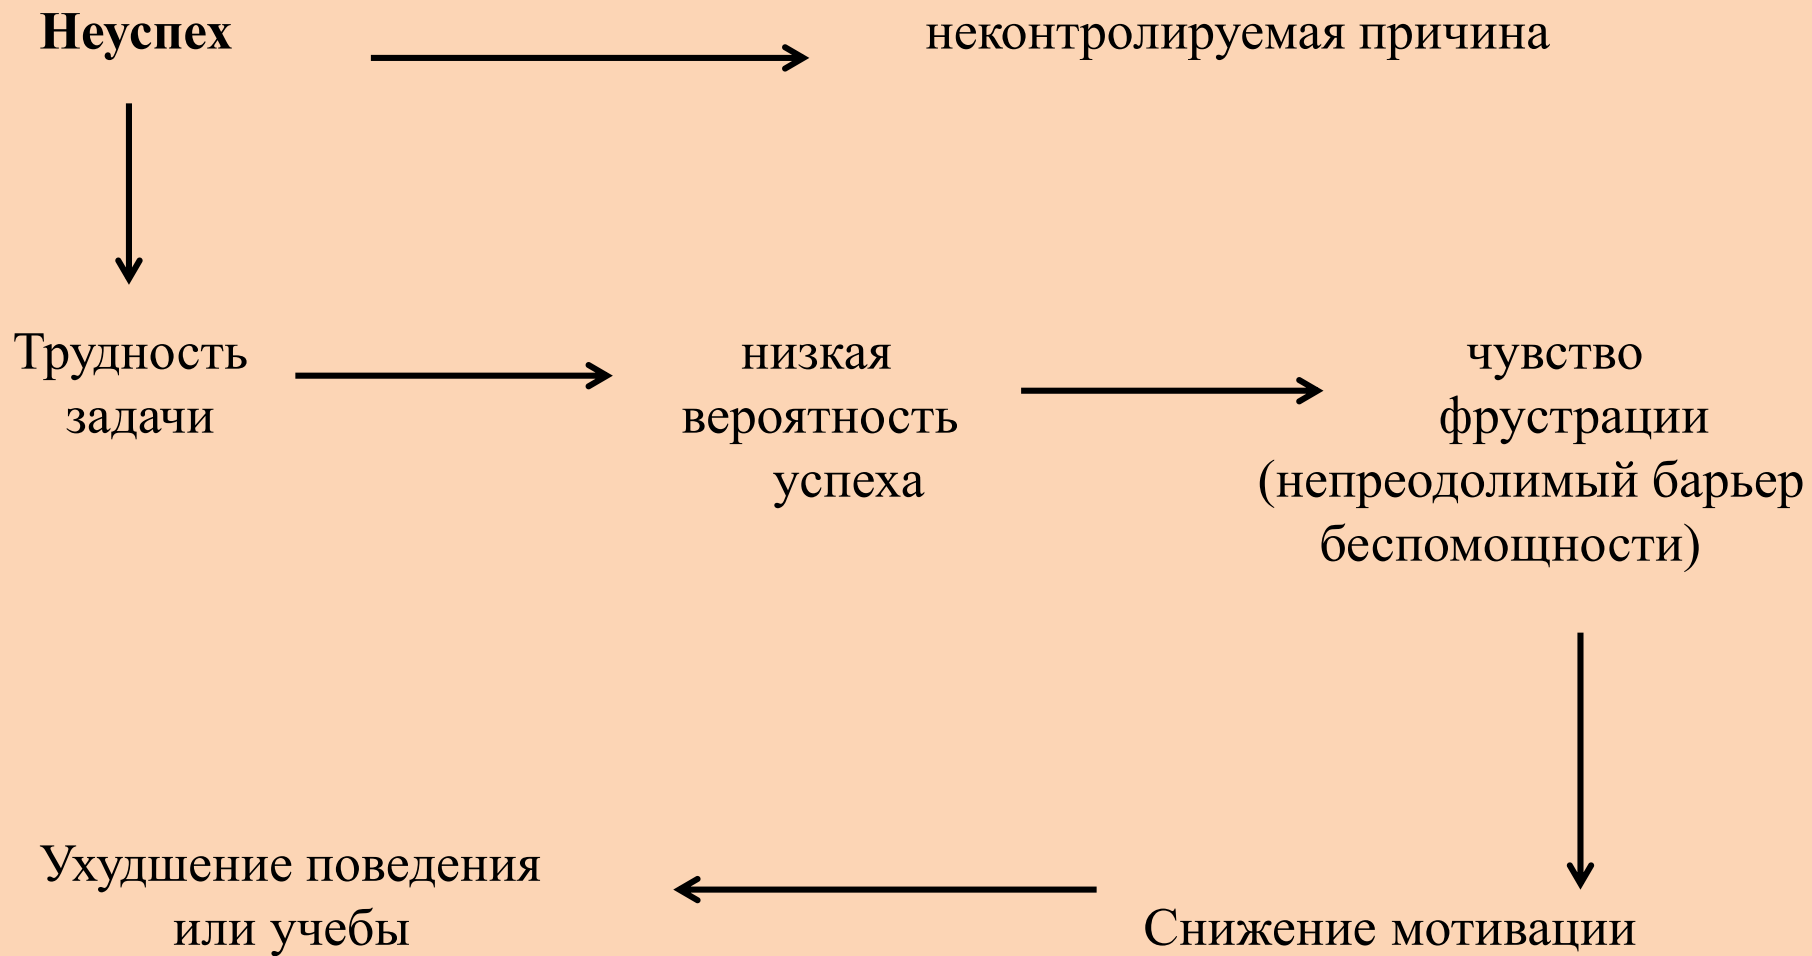 Неуспех
неконтролируемая причина
Трудность
задачи
низкая
вероятность
успеха
чувство
фрустрации
(непреодолимый барьер
беспомощности)
Ухудшение поведения
или учебы
Снижение мотивации